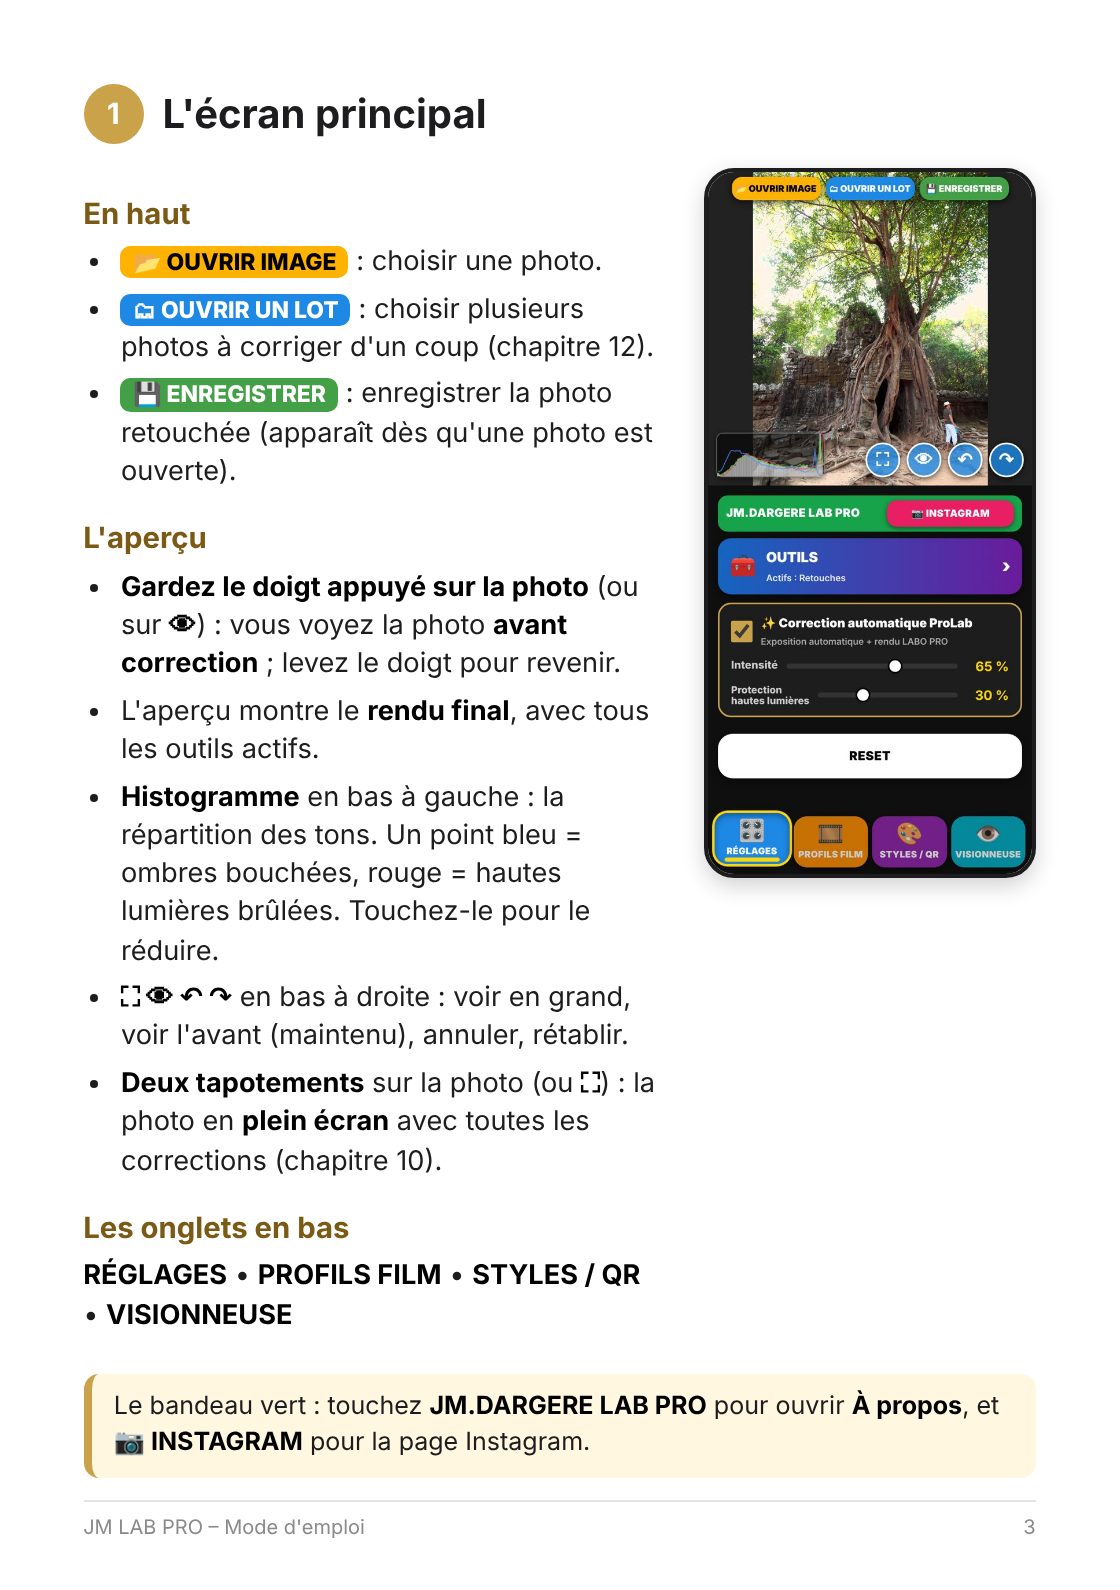 1 L'écran principal
En haut
• 📂 OUVRIR IMAGE : choisir une photo.
• 🗂 OUVRIR UN LOT : choisir plusieurs
photos à corriger d'un coup (chapitre 12).
• 💾 ENREGISTRER : enregistrer la photo
retouchée (apparaît dès qu'une photo est
ouverte).
L'aperçu
• Gardez le doigt appuyé sur la photo (ou
sur 👁) : vous voyez la photo avant
correction ; levez le doigt pour revenir.
• L'aperçu montre le rendu final, avec tous
les outils actifs.
• Histogramme en bas à gauche : la
répartition des tons. Un point bleu =
ombres bouchées, rouge = hautes
lumières brûlées. Touchez-le pour le
réduire.
• ⛶ 👁 ↶ ↷ en bas à droite : voir en grand,
voir l'avant (maintenu), annuler, rétablir.
• Deux tapotements sur la photo (ou ⛶) : la
photo en plein écran avec toutes les
corrections (chapitre 10).
Les onglets en bas
RÉGLAGES • PROFILS FILM • STYLES / QR
• VISIONNEUSE
📂 OUVRIR IMAGE 🗂 OUVRIR UN LOT 💾 ENREGISTRER
⛶ 👁 ↶ ↷
JM.DARGERE LAB PRO 📷 INSTAGRAM
🧰 OUTILS ›
Actifs : Retouches
✨ Correction automatique ProLab
Exposition automatique + rendu LABO PRO
Intensité 65 %
Protection
hautes lumières 30 %
RESET
RÉGLAGES PROFILS FILM STYLES / QR VISIONNEUSE
Le bandeau vert : touchez JM.DARGERE LAB PRO pour ouvrir À propos, et
📷 INSTAGRAM pour la page Instagram.
JM LAB PRO – Mode d'emploi 3